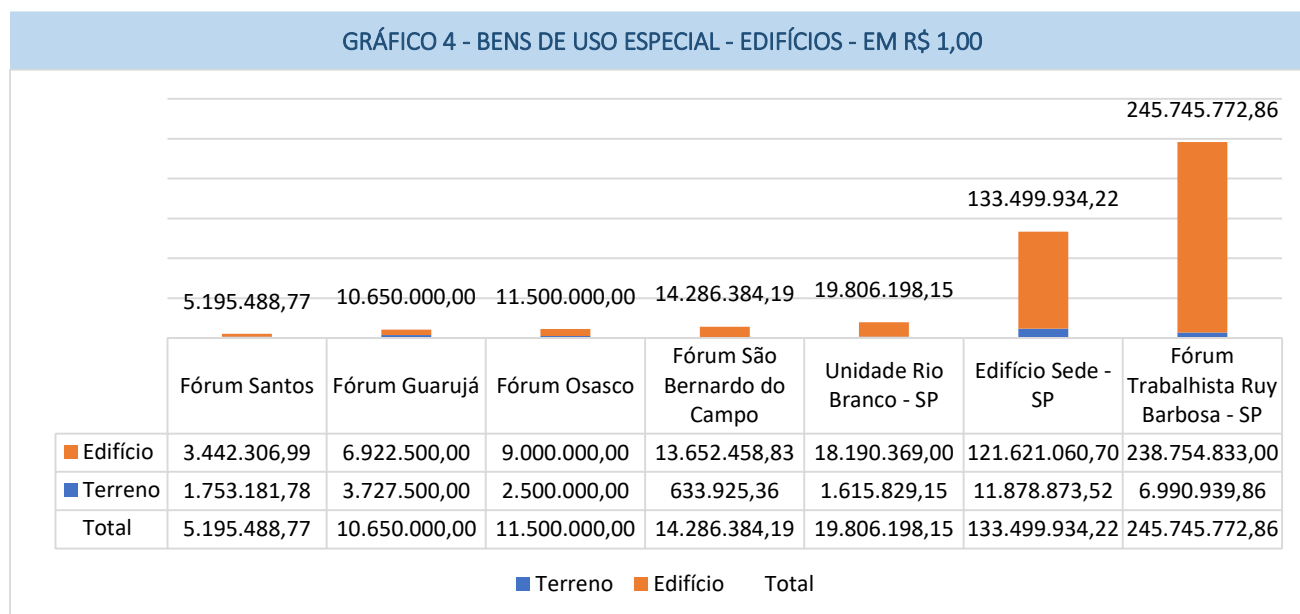 GRÁFICO 4 - BENS DE USO ESPECIAL - EDIFÍCIOS - EM R$ 1,00
245.745.772,86
133.499.934,22
5.195.488,77 10.650.000,00 11.500.000,00 14.286.384,19 19.806.198,15
Fórum Santos
Fórum Guarujá
Fórum Osasco
Fórum São
Bernardo do
Campo
Unidade Rio
Branco - SP
Edifício Sede -
SP
Fórum
Trabalhista Ruy
Barbosa - SP
Edifício 3.442.306,99 6.922.500,00 9.000.000,00 13.652.458,83 18.190.369,00 121.621.060,70 238.754.833,00
Terreno 1.753.181,78 3.727.500,00 2.500.000,00 633.925,36 1.615.829,15 11.878.873,52 6.990.939,86
Total 5.195.488,77 10.650.000,00 11.500.000,00 14.286.384,19 19.806.198,15 133.499.934,22 245.745.772,86
Terreno Edifício Total